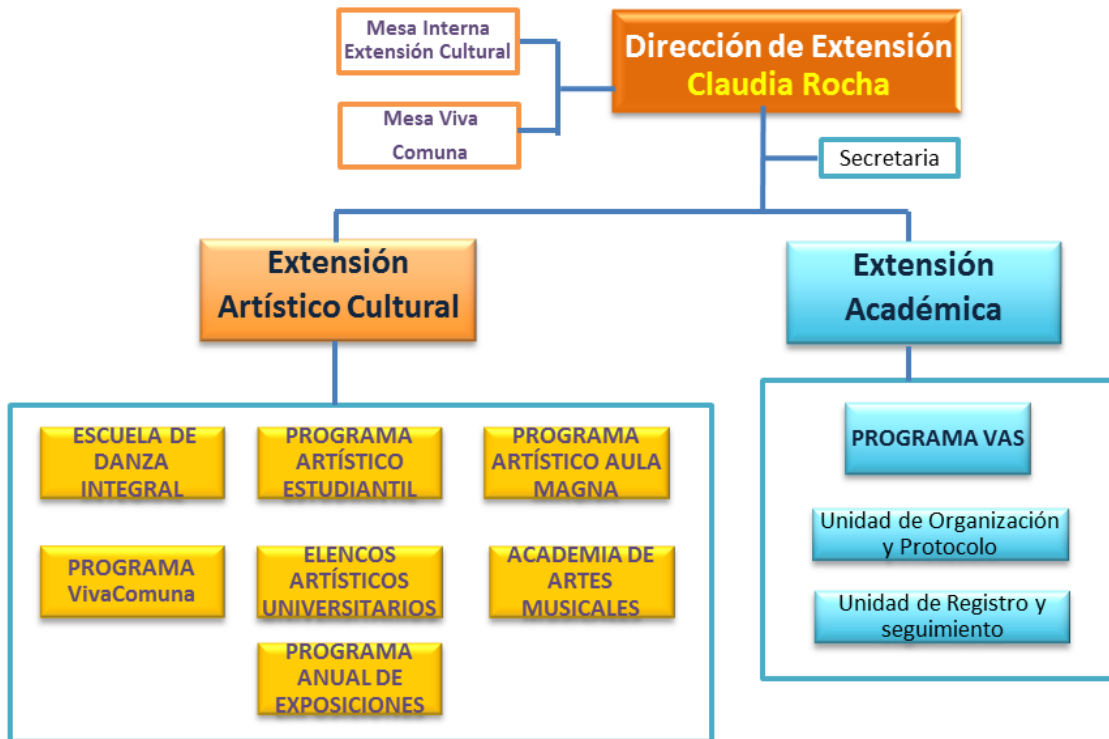 Mesa Interna
Extensión Cultural
Mesa Viva
Comuna
Dirección de Extensión
Claudia Rocha
Secretaria
Extensión
Artístico Cultural
Extensión
Académica
ESCUELA DE
DANZA
INTEGRAL
PROGRAMA
ARTÍSTICO
ESTUDIANTIL
PROGRAMA
ARTÍSTICO AULA
MAGNA
PROGRAMA
VivaComuna
ELENCOS
ARTÍSTICOS
UNIVERSITARIOS
ACADEMIA DE
ARTES
MUSICALES
PROGRAMA
ANUAL DE
EXPOSICIONES
PROGRAMA VAS
Unidad de Organización
y Protocolo
Unidad de Registro y
seguimiento